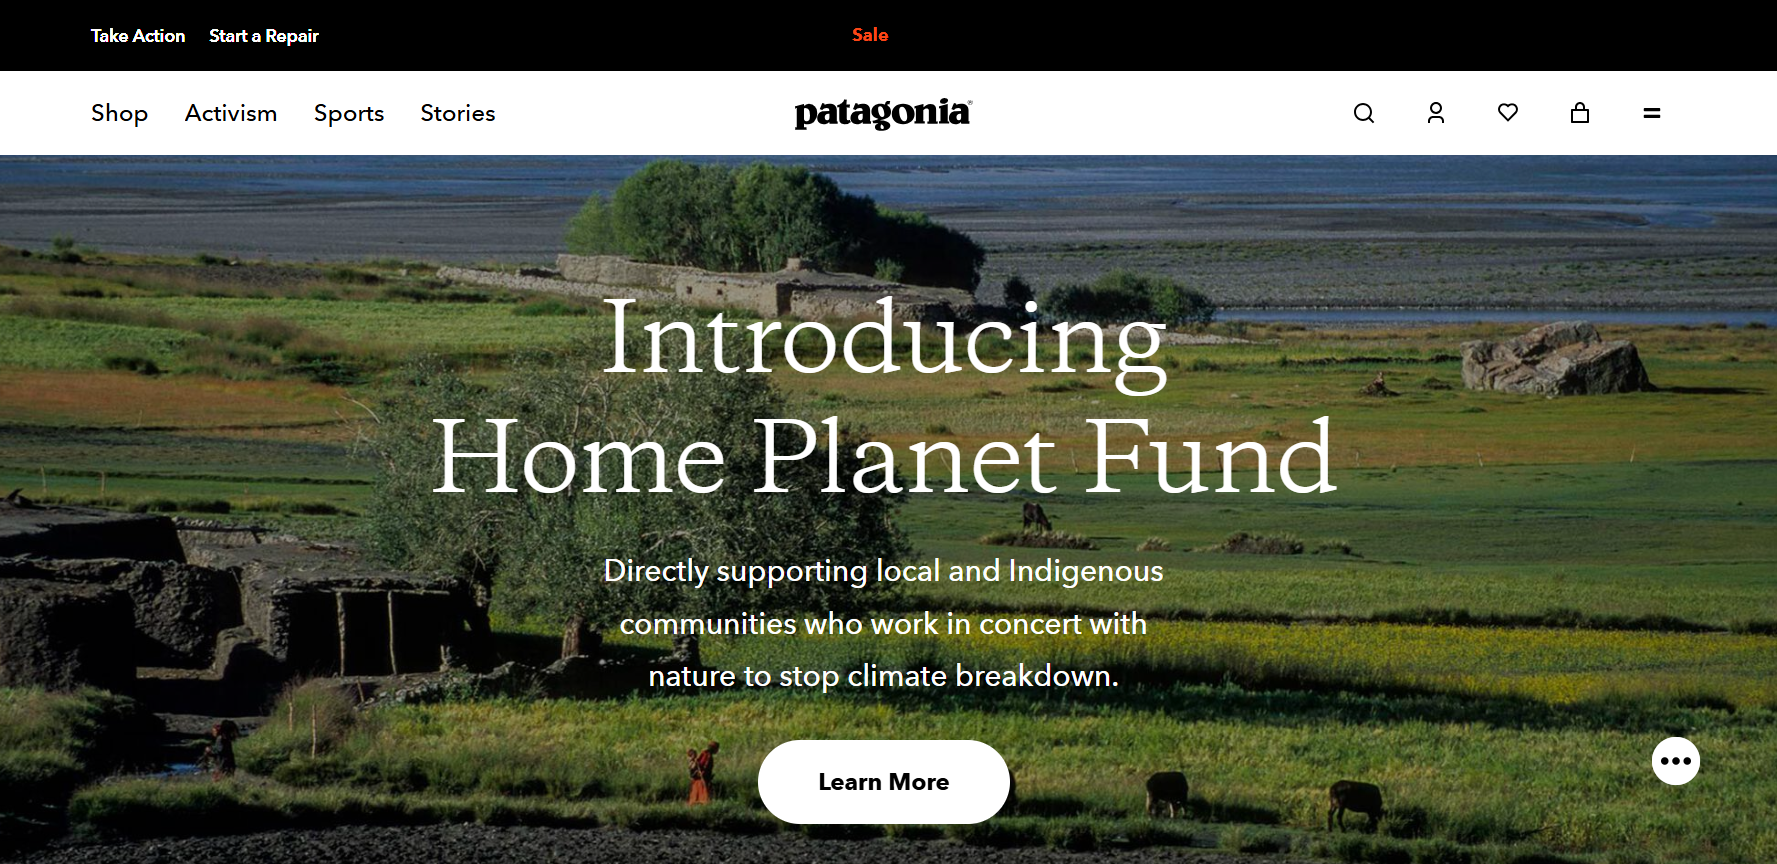 Take Action Start a Repair Sale
Shop Activism Sports Stories patagonia®
Introducing
Home Planet Fund
Directly supporting local and Indigenous
communities who work in concert with
nature to stop climate breakdown.
Learn More